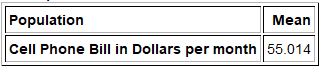 Population Mean
Cell Phone Bill in Dollars per month 55.014